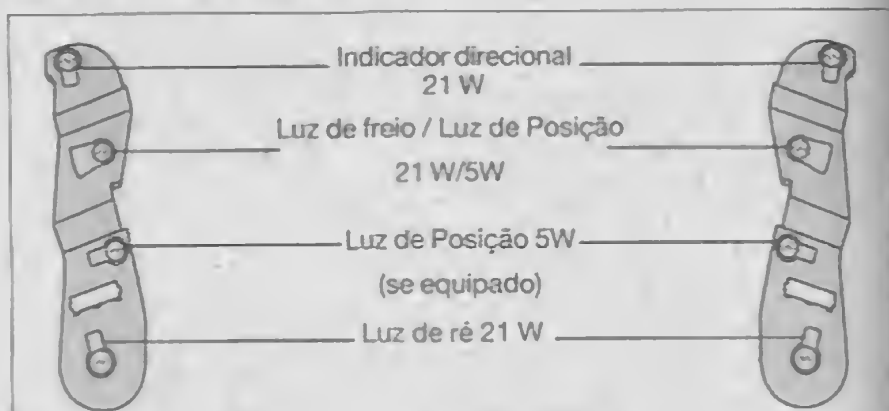 Indicador direcional
21 W
Luz de freio / Luz de Posição
21 W/5W
Luz de Posição 5W
(se equipado)
Luz de ré 21 W